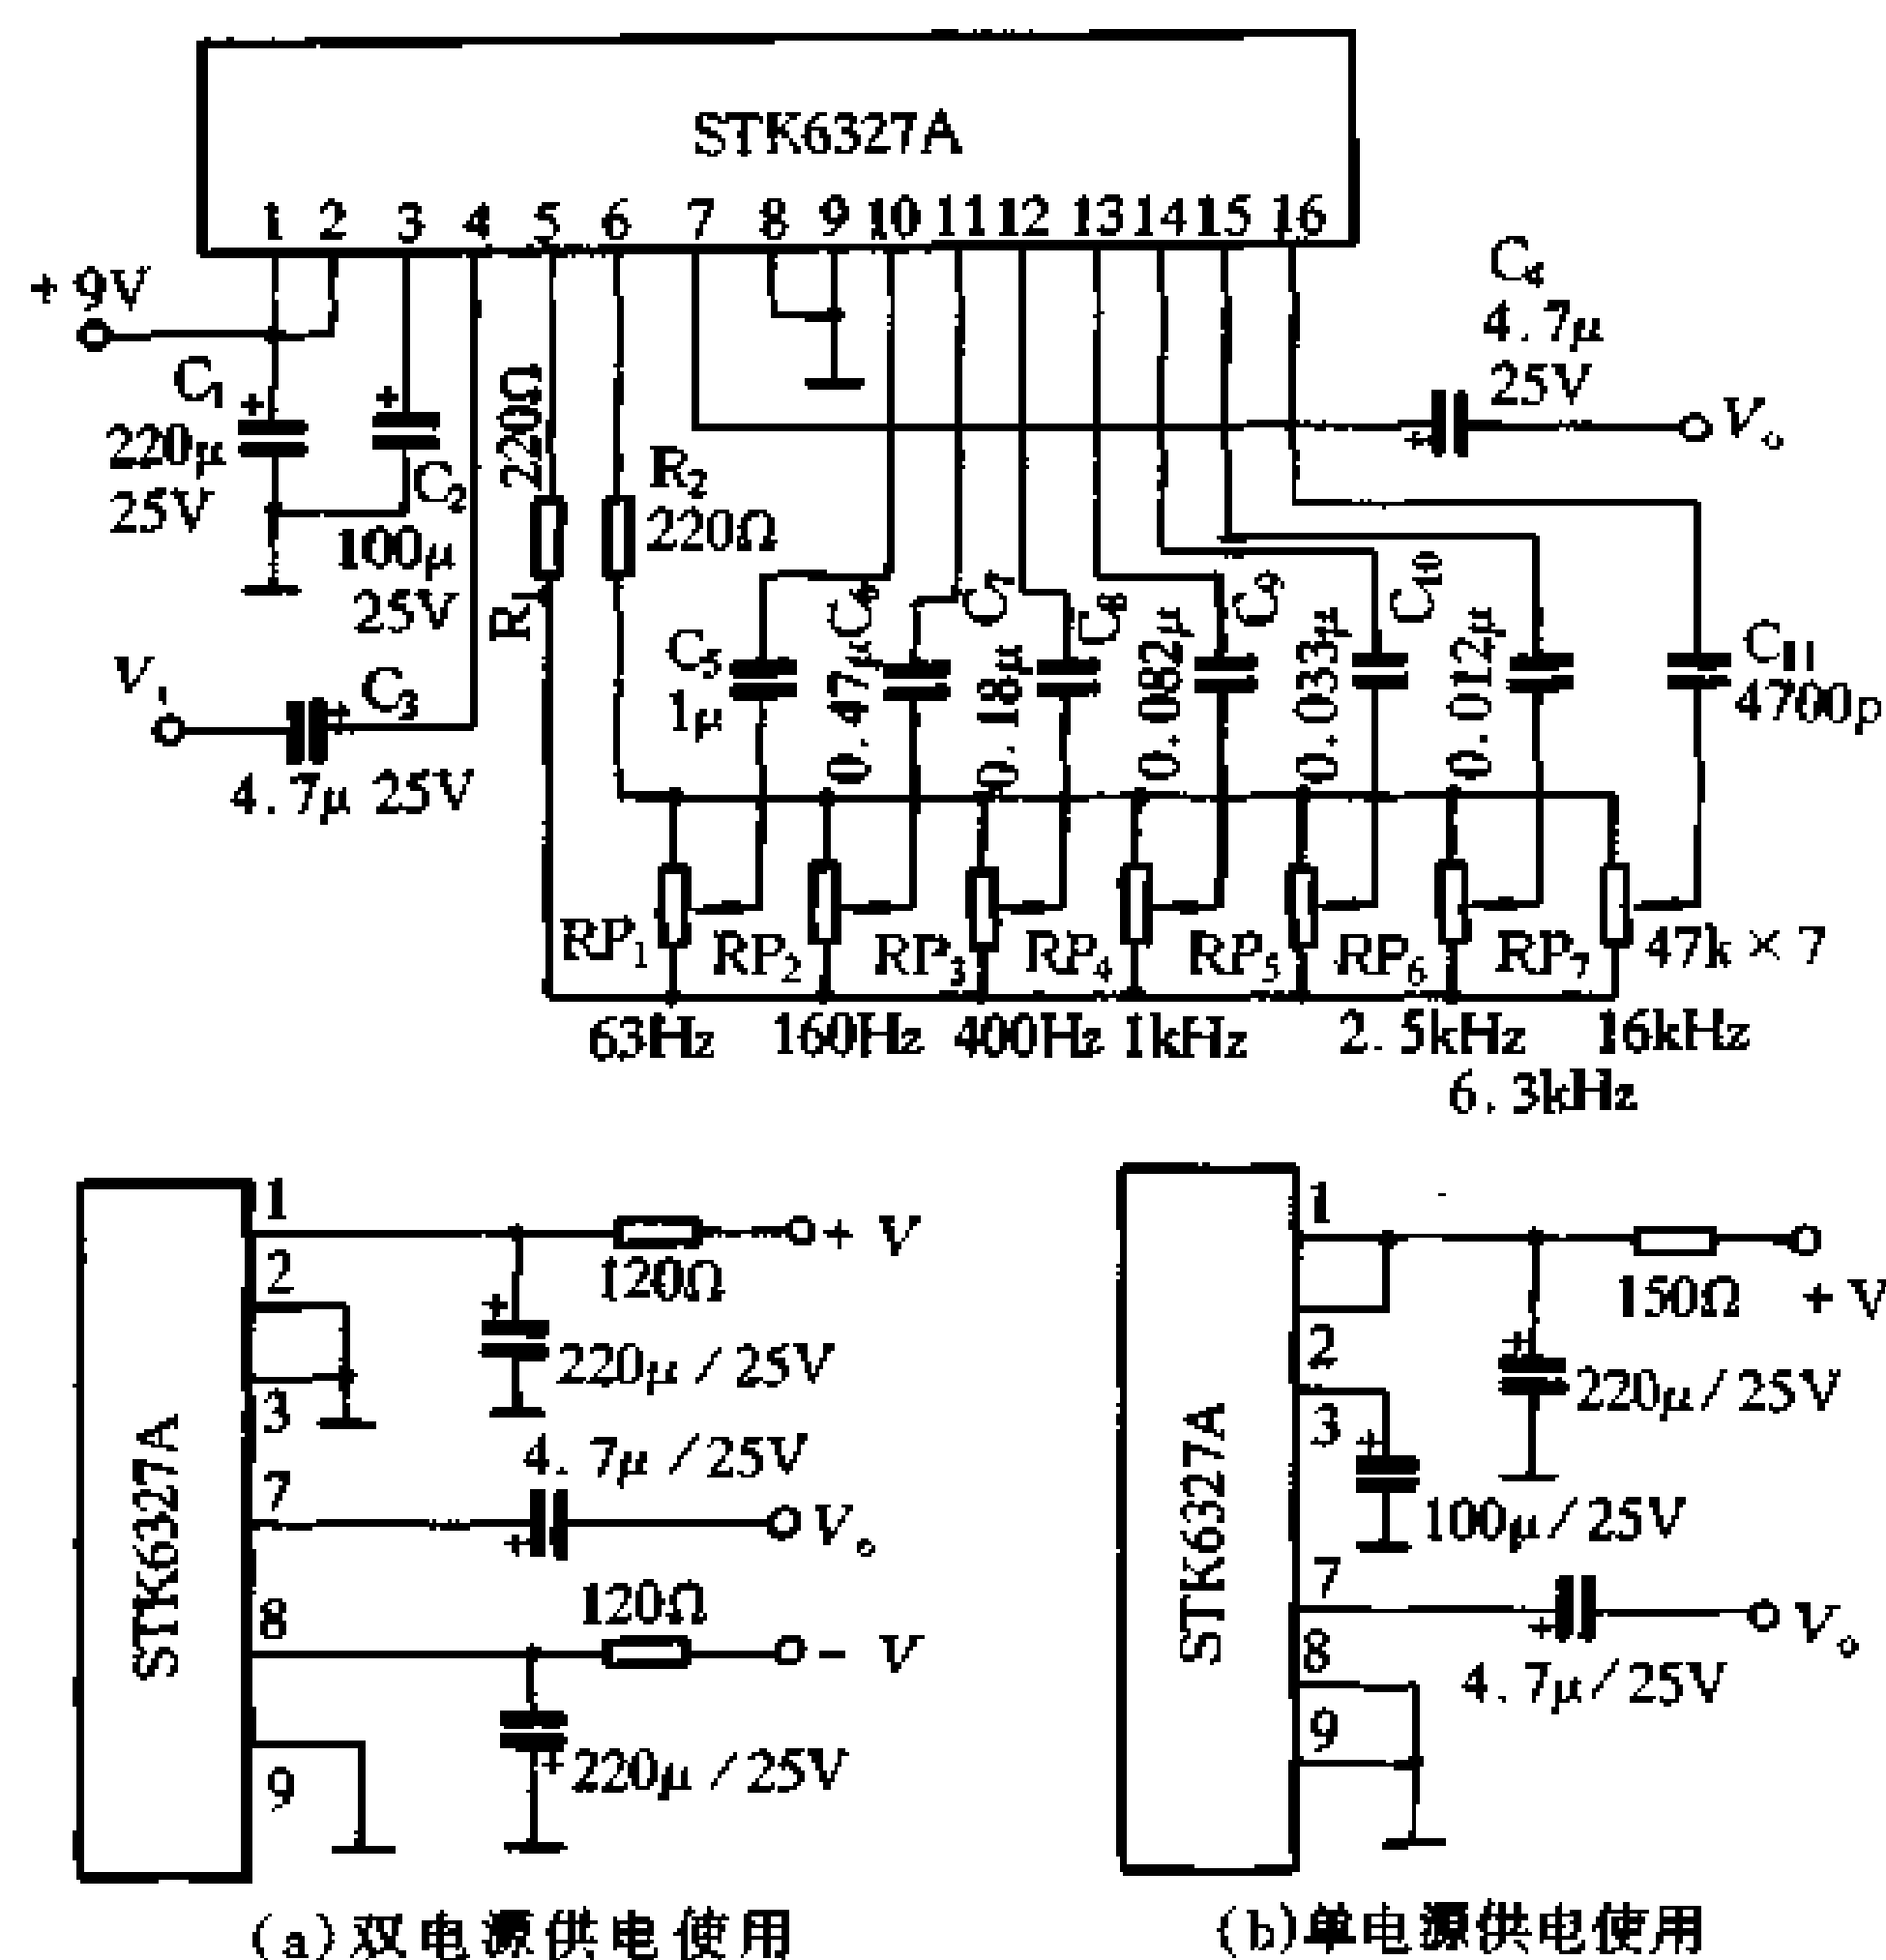 STK6327A
1 2 3 4 5 6 7 8 9 10 11 12 13 14 15 16
+9V
C1
220μ
25V
C2
100μ
25V
220Ω
R1
R2
220Ω
C4
4.7μ
25V
Vo
Vi
C3
4.7μ 25V
C5
1μ
C6
0.47μ
C7
0.18μ
C8
0.082μ
C9
0.033μ
C10
0.012μ
C11
4700p
RP1 RP2 RP3 RP4 RP5 RP6 RP7 47k×7
63Hz 160Hz 400Hz 1kHz 2.5kHz 16kHz
6.3kHz
STK6327A
1
+V
120Ω
2
220μ/25V
3
4.7μ/25V
7
Vo
8
120Ω
-V
9
220μ/25V
(a)双电源供电使用
STK6327A
1
150Ω
+V
2
220μ/25V
3
100μ/25V
7
Vo
8
4.7μ/25V
9
(b)单电源供电使用